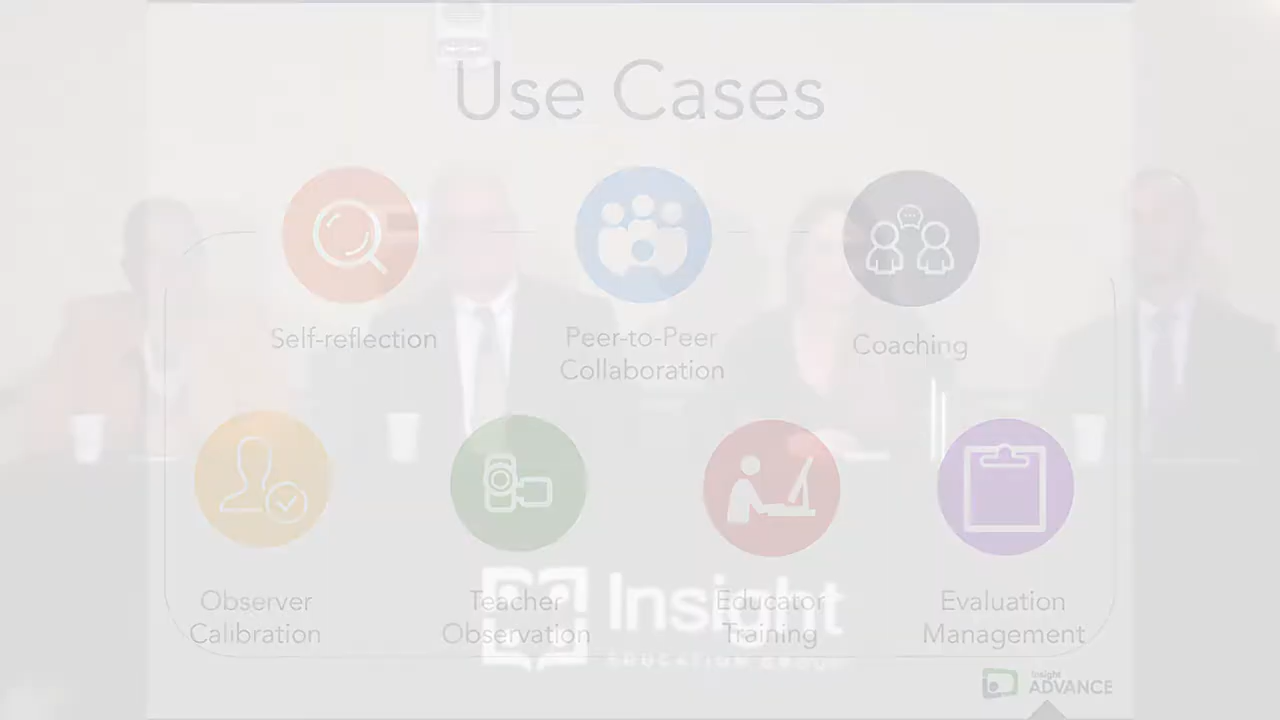 Use Cases
Self-reflection
Peer-to-Peer
Collaboration
Coaching
Observer
Calibration
Teacher
Observation
Educator
Training
Evaluation
Management
Insight
EDUCATION GROUP
Insight
ADVANCE